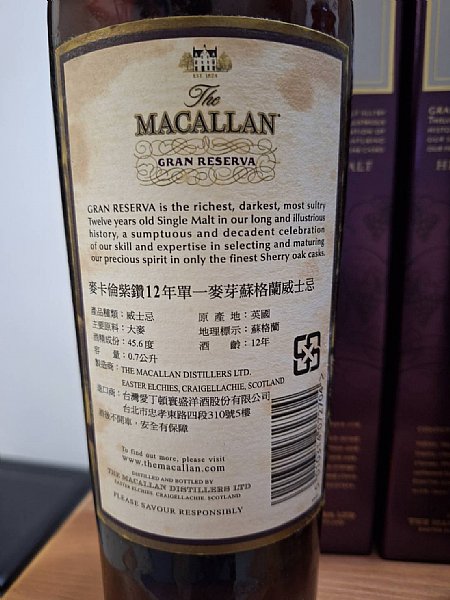 EST. 1824
The
MACALLAN
GRAN RESERVA
GRAN RESERVA is the richest, darkest, most sultry
Twelve years old Single Malt in our long and illustrious
history, a sumptuous and decadent celebration
of our skill and expertise in selecting and maturing
our precious spirit in only the finest Sherry oak casks.
麥卡倫紫鑽12年單一麥芽蘇格蘭威士忌
產品種類：威士忌 原產地：英國
主要原料：大麥 地理標示：蘇格蘭
酒精成份：45.6度 酒齡：12年
容量：0.7公升
製造商：THE MACALLAN DISTILLERS LTD.
EASTER ELCHIES, CRAIGELLACHIE, SCOTLAND
進口商：台灣愛丁頓寰盛洋酒股份有限公司
台北市忠孝東路四段310號5樓
酒後不開車，安全有保障
To find out more, please visit
www.themacallan.com
DISTILLED AND BOTTLED BY
THE MACALLAN DISTILLERS LTD
EASTER ELCHIES, CRAIGELLACHIE, SCOTLAND
PLEASE SAVOUR RESPONSIBLY